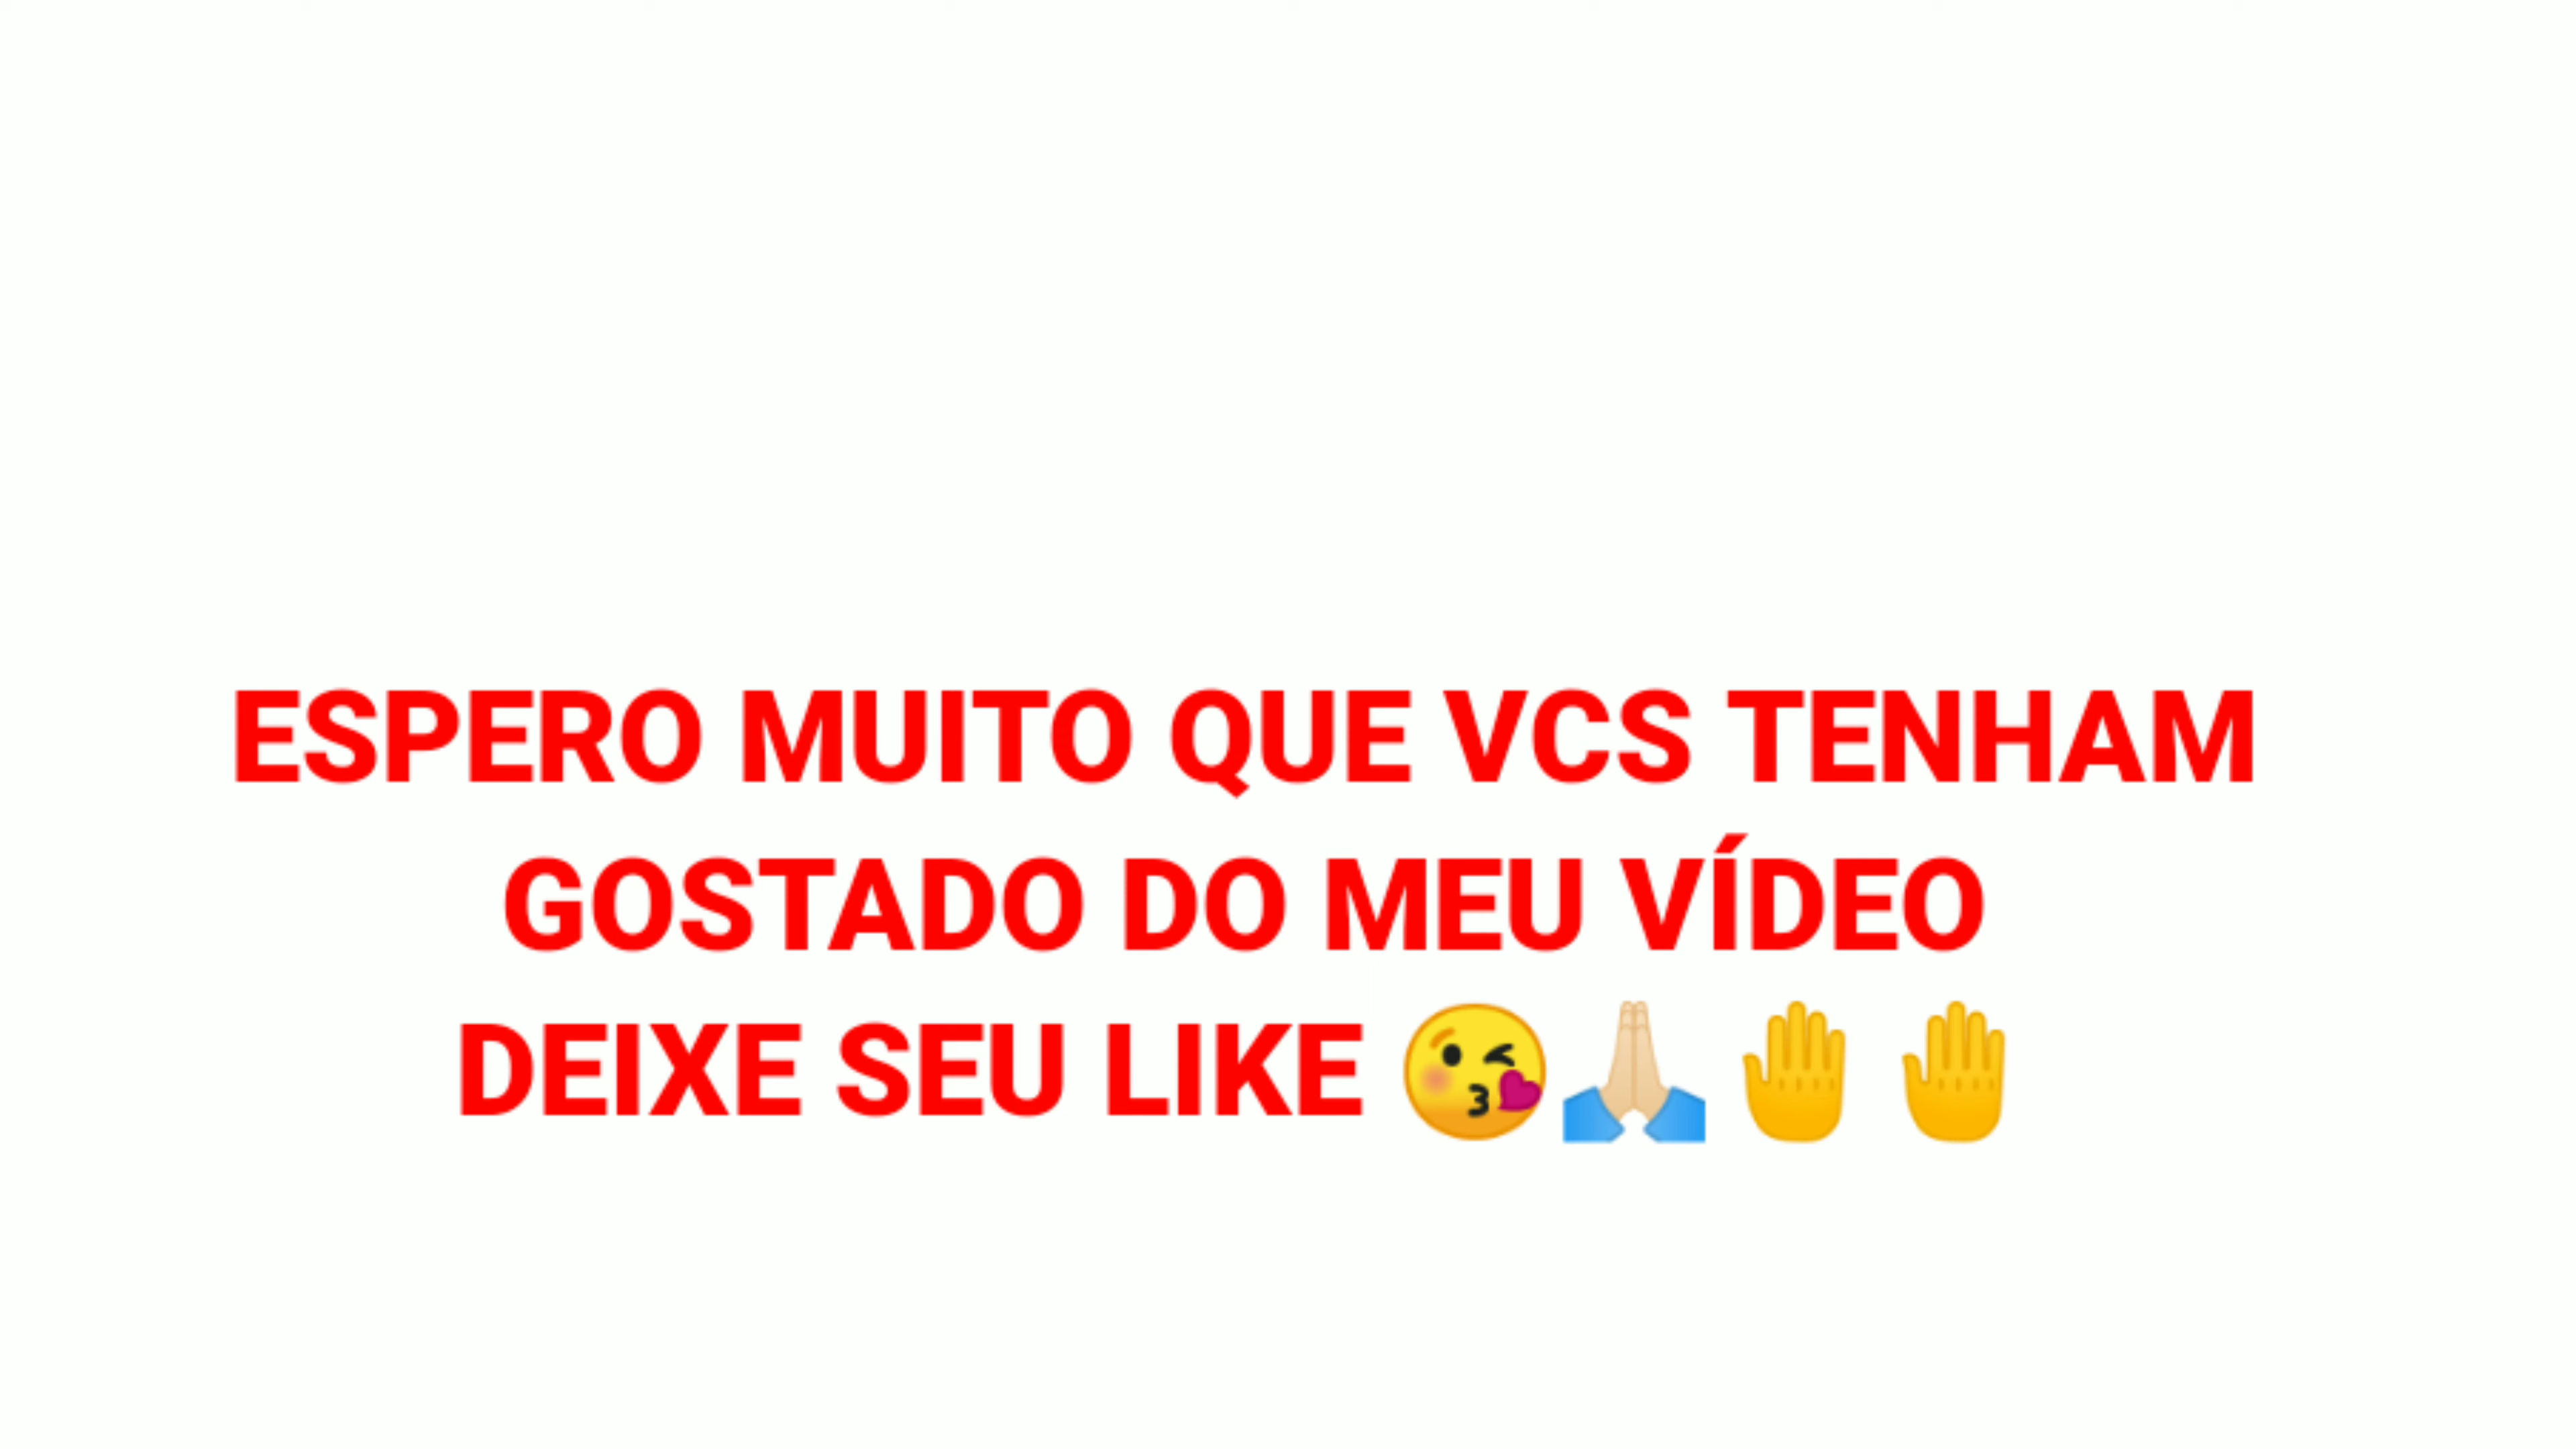 ESPERO MUITO QUE VCS TENHAM
GOSTADO DO MEU VÍDEO
DEIXE SEU LIKE 😘🙏🏻🤚🤚